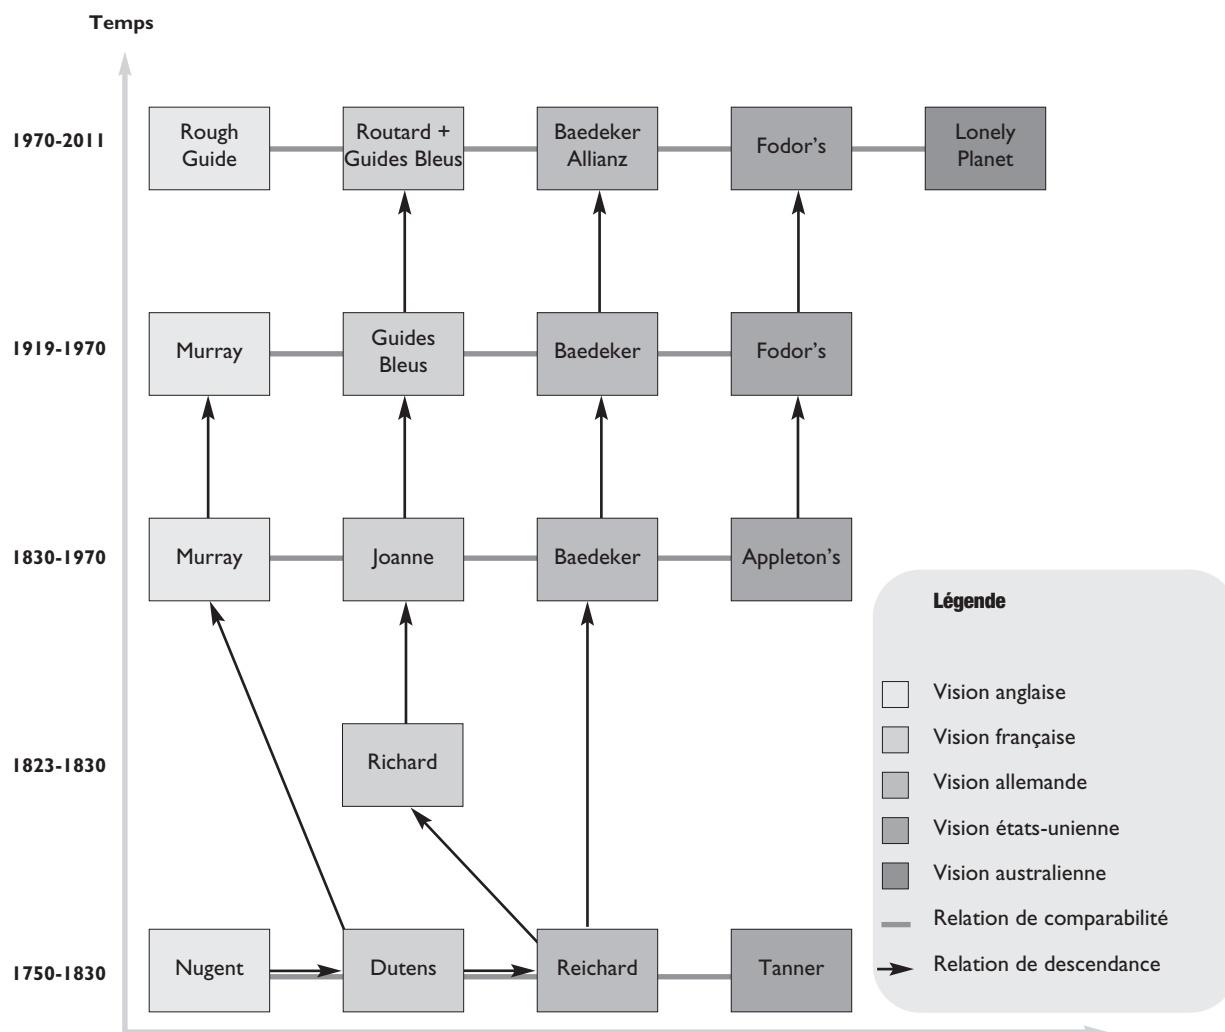 Temps
1970-2011
Rough
Guide
Routard +
Guides Bleus
Baedeker
Allianz
Fodor's
Lonely
Planet
1919-1970
Murray
Guides
Bleus
Baedeker
Fodor's
1830-1970
Murray
Joanne
Baedeker
Appleton's
1823-1830
Richard
1750-1830
Nugent
Dutens
Reichard
Tanner
Légende
Vision anglaise
Vision française
Vision allemande
Vision états-unienne
Vision australienne
Relation de comparabilité
Relation de descendance